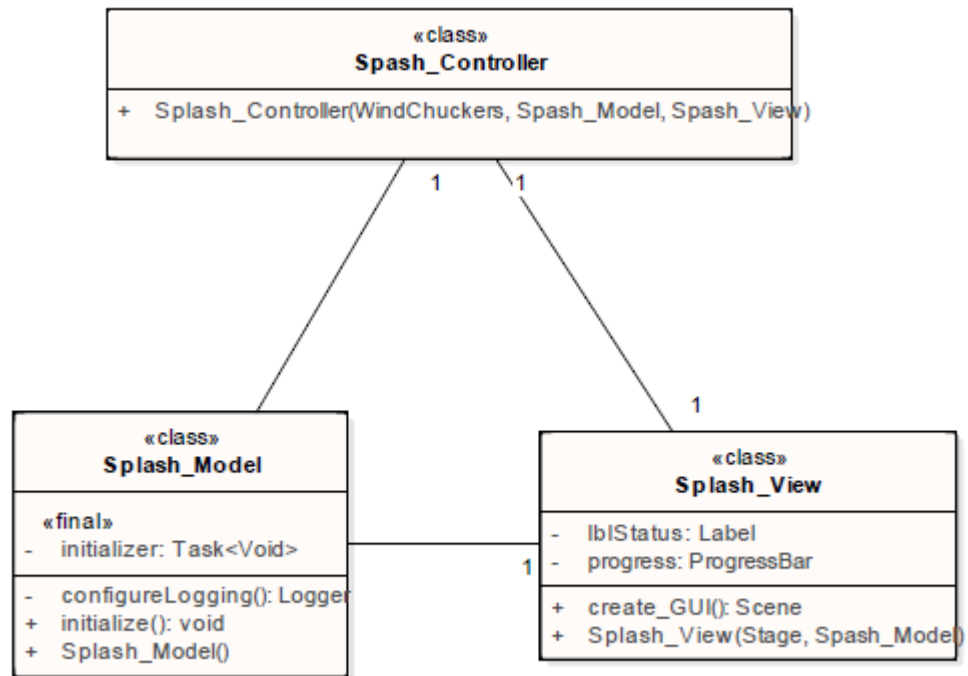 «class»
Spash_Controller
+ Splash_Controller(WindChuckers, Spash_Model, Spash_View)
1
1
1
«class»
Splash_Model
«final»
- initializer: Task<Void>
- configureLogging(): Logger
+ initialize(): void
+ Splash_Model()
1
«class»
Splash_View
- lblStatus: Label
- progress: ProgressBar
+ create_GUI(): Scene
+ Splash_View(Stage, Spash_Model)